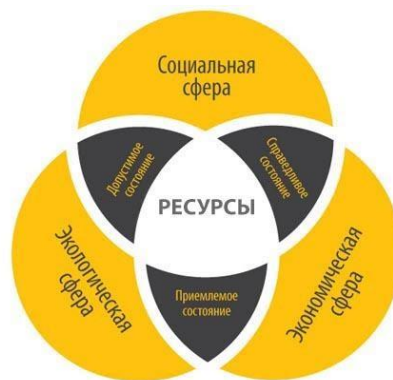 Социальная
сфера
Допустимое
состояние
Справедливое
состояние
РЕСУРСЫ
Экологическая
сфера
Экономическая
сфера
Приемлемое
состояние